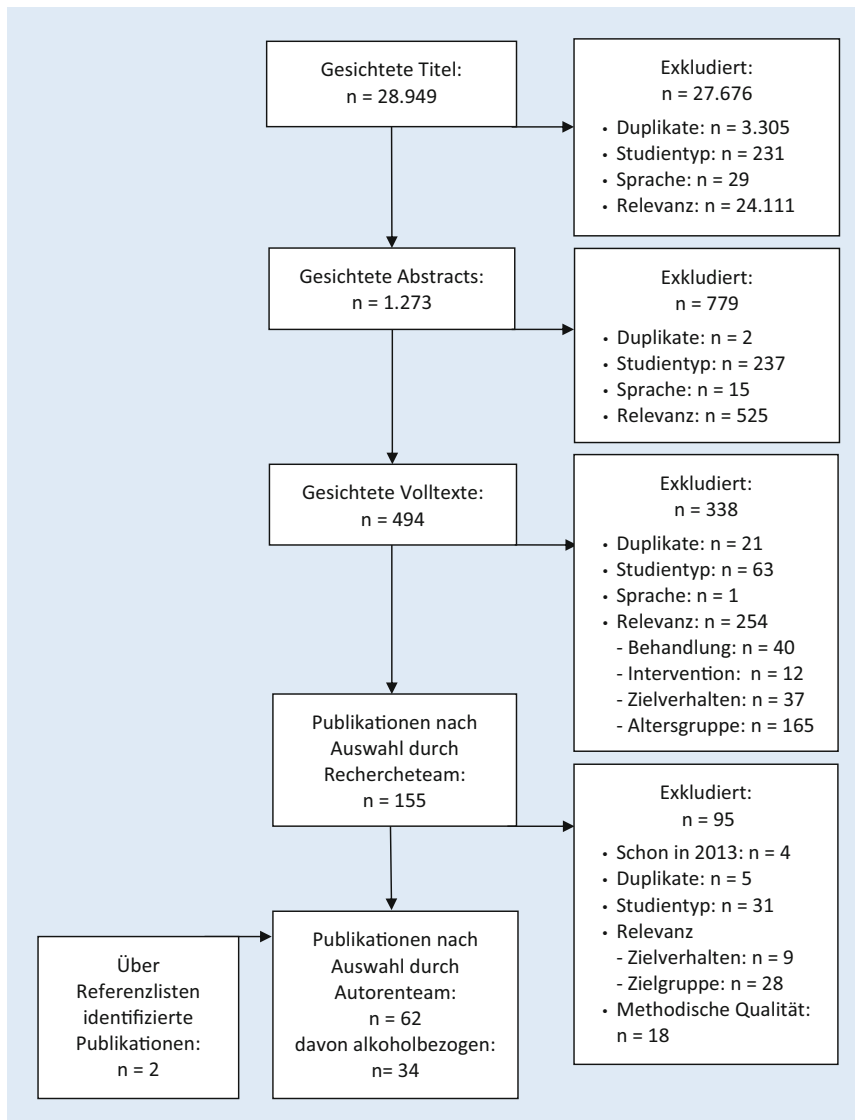 Gesichtete Titel:
n = 28.949
Exkludiert:
n = 27.676
• Duplikate: n = 3.305
• Studientyp: n = 231
• Sprache: n = 29
• Relevanz: n = 24.111
Gesichtete Abstracts:
n = 1.273
Exkludiert:
n = 779
• Duplikate: n = 2
• Studientyp: n = 237
• Sprache: n = 15
• Relevanz: n = 525
Gesichtete Volltexte:
n = 494
Exkludiert:
n = 338
• Duplikate: n = 21
• Studientyp: n = 63
• Sprache: n = 1
• Relevanz: n = 254
- Behandlung: n = 40
- Intervention: n = 12
- Zielverhalten: n = 37
- Altersgruppe: n = 165
Publikationen nach
Auswahl durch
Rechercheteam:
n = 155
Exkludiert:
n = 95
• Schon in 2013: n = 4
• Duplikate: n = 5
• Studientyp: n = 31
• Relevanz
- Zielverhalten: n = 9
- Zielgruppe: n = 28
• Methodische Qualität:
n = 18
Über
Referenzlisten
identifizierte
Publikationen:
n = 2
Publikationen nach
Auswahl durch
Autorenteam:
n = 62
davon alkoholbezogen:
n= 34